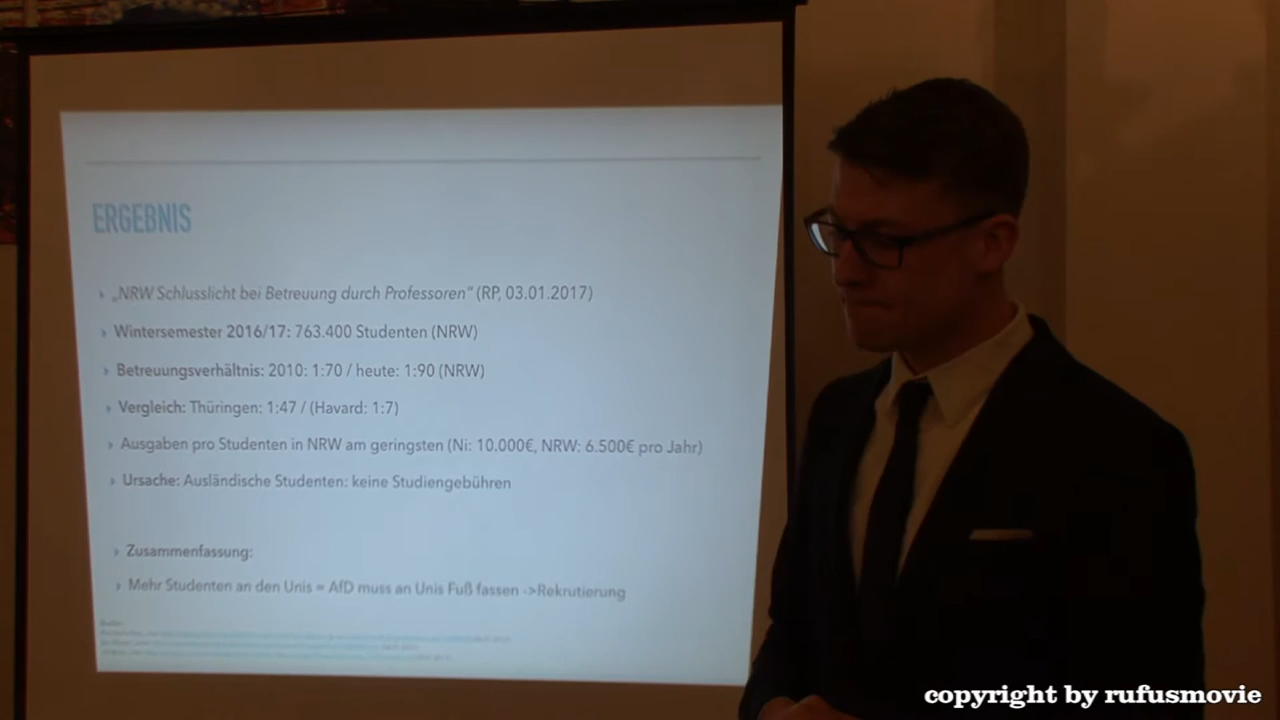 ERGEBNIS
„NRW Schlusslicht bei Betreuung durch Professoren“ (RP, 03.01.2017)
Wintersemester 2016/17: 763.400 Studenten (NRW)
Betreuungsverhältnis: 2010: 1:70 / heute: 1:90 (NRW)
Vergleich: Thüringen: 1:47 / (Havard: 1:7)
Ausgaben pro Studenten in NRW am geringsten (Ni: 10.000€, NRW: 6.500€ pro Jahr)
Ursache: Ausländische Studenten: keine Studiengebühren
Zusammenfassung:
Mehr Studenten an den Unis = AfD muss an Unis Fuß fassen ->Rekrutierung
copyright by rufusmovie